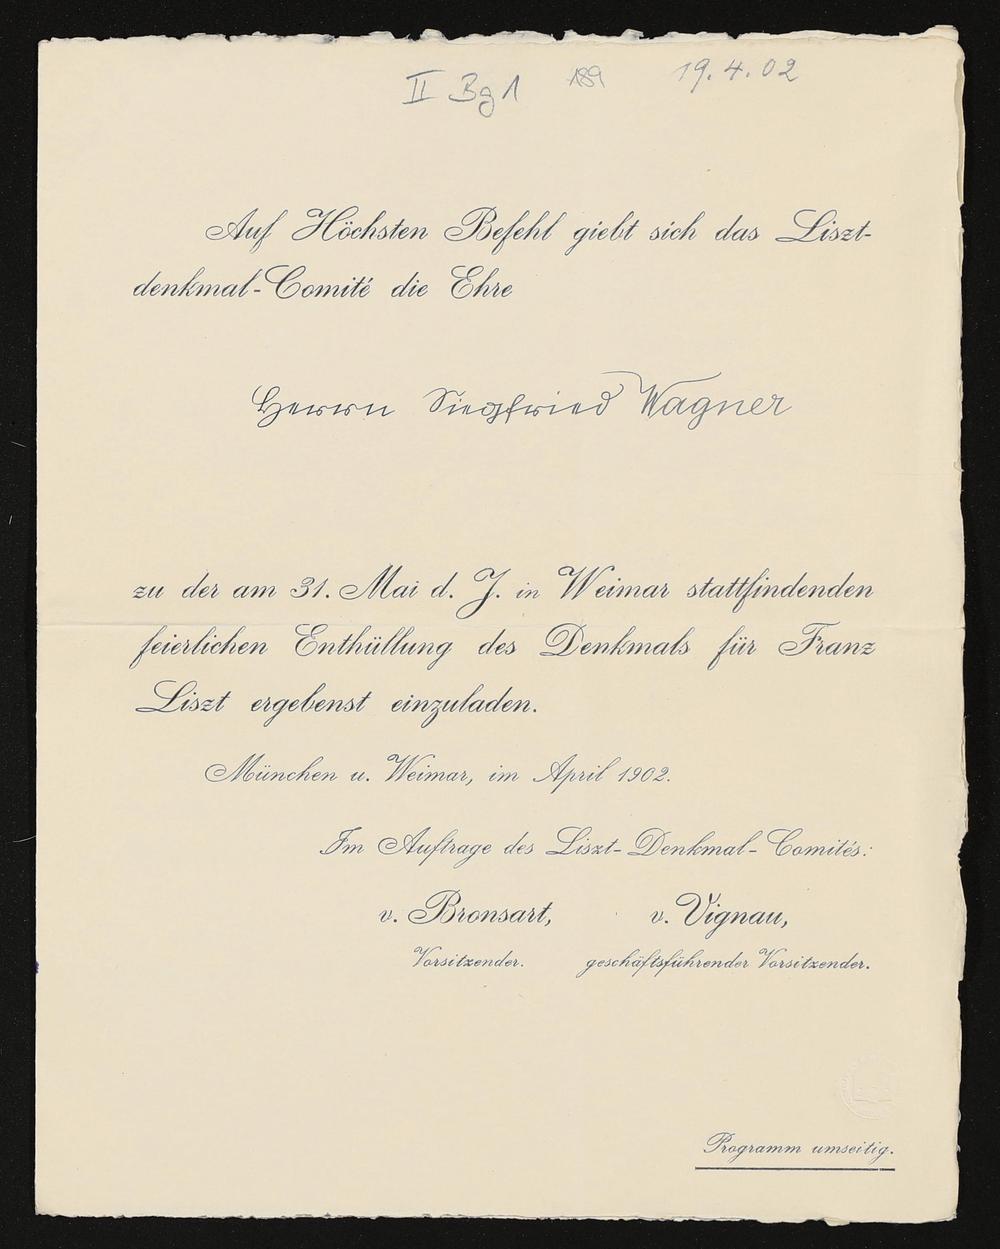 II Bg 1 189 19.4.02
Auf Höchsten Befehl giebt sich das Liszt-
denkmal-Comité die Ehre
Herrn Siegfried Wagner
zu der am 31. Mai d. J. in Weimar stattfindenden
feierlichen Enthüllung des Denkmals für Franz
Liszt ergebenst einzuladen.
München u. Weimar, im April 1902.
Im Auftrage des Liszt-Denkmal-Comités:
v. Bronsart, v. Vignau,
Vorsitzender. geschäftsführender Vorsitzender.
Programm umseitig.